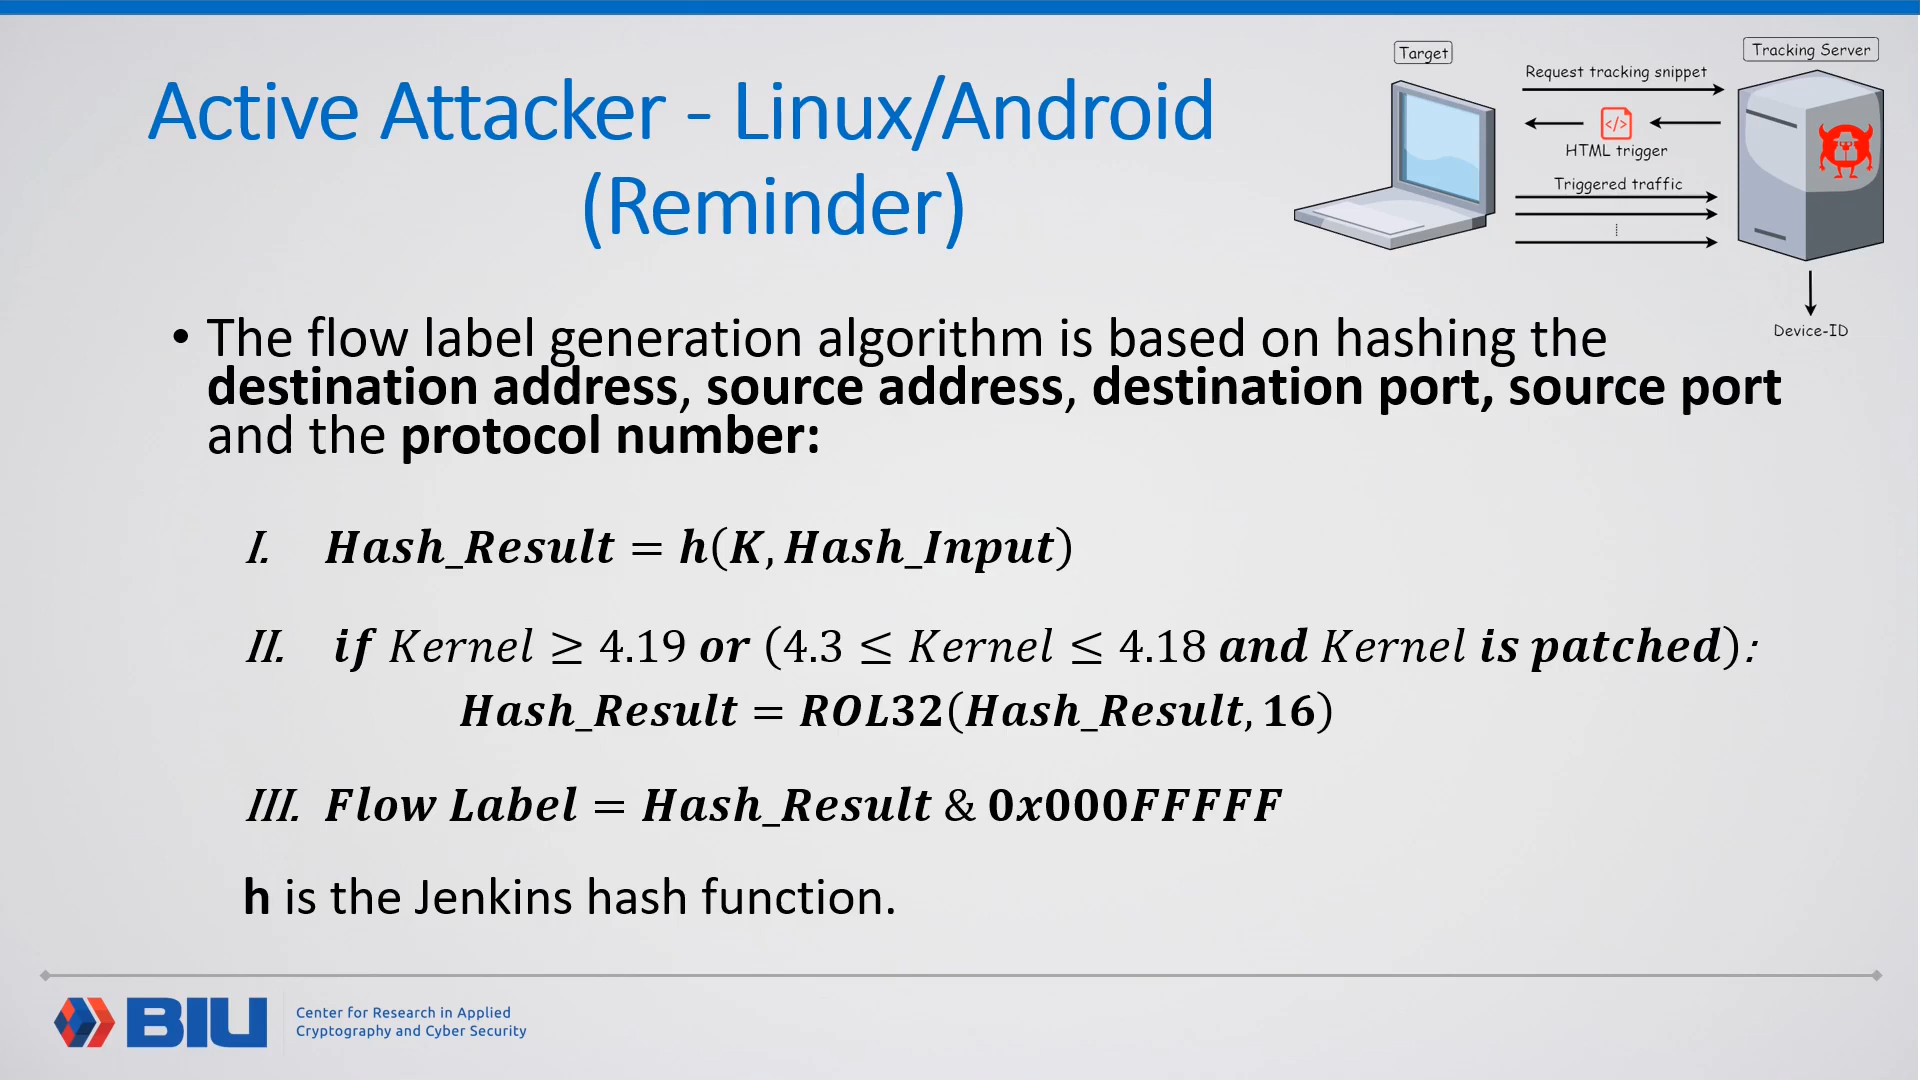 Active Attacker - Linux/Android
(Reminder)
Target
Tracking Server
Request tracking snippet
</>
HTML trigger
Triggered traffic
Device-ID
• The flow label generation algorithm is based on hashing the
destination address, source address, destination port, source port
and the protocol number:
I. Hash_Result = h(K, Hash_Input)
II. if Kernel ≥ 4.19 or (4.3 ≤ Kernel ≤ 4.18 and Kernel is patched):
Hash_Result = ROL32(Hash_Result, 16)
III. Flow Label = Hash_Result & 0x000FFFFF
h is the Jenkins hash function.
BIU
Center for Research in Applied
Cryptography and Cyber Security